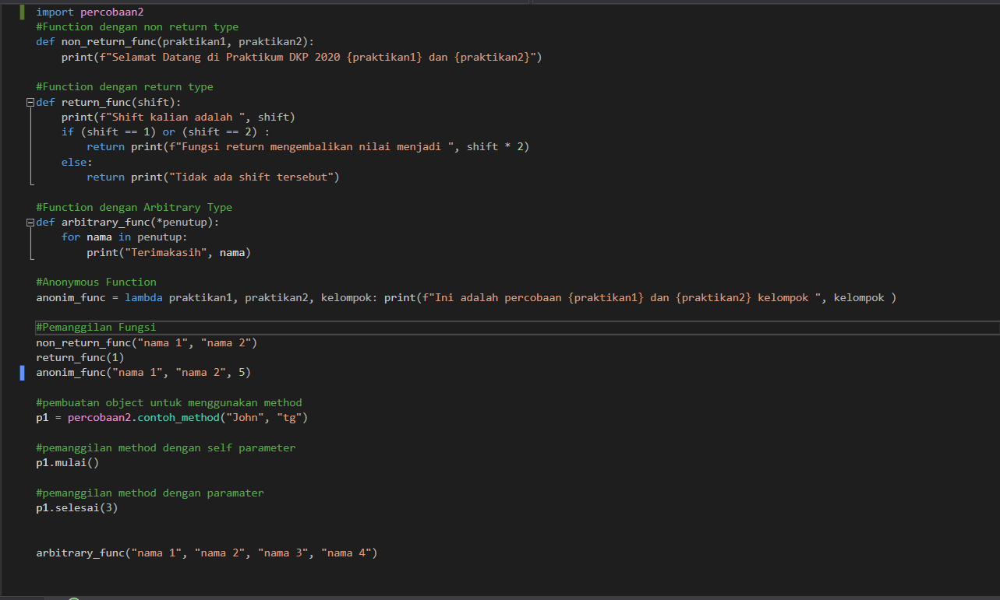 import percobaan2
#Function dengan non return type
def non_return_func(praktikan1, praktikan2):
    print(f"Selamat Datang di Praktikum DKP 2020 {praktikan1} dan {praktikan2}")

#Function dengan return type
def return_func(shift):
    print(f"Shift kalian adalah ", shift)
    if (shift == 1) or (shift == 2) :
        return print(f"Fungsi return mengembalikan nilai menjadi ", shift * 2)
    else:
        return print("Tidak ada shift tersebut")

#Function dengan Arbitrary Type
def arbitrary_func(*penutup):
    for nama in penutup:
        print("Terimakasih", nama)

#Anonymous Function
anonim_func = lambda praktikan1, praktikan2, kelompok: print(f"Ini adalah percobaan {praktikan1} dan {praktikan2} kelompok ", kelompok )

#Pemanggilan Fungsi
non_return_func("nama 1", "nama 2")
return_func(1)
anonim_func("nama 1", "nama 2", 5)

#pembuatan object untuk menggunakan method
p1 = percobaan2.contoh_method("John", "tg")

#pemanggilan method dengan self parameter
p1.mulai()

#pemanggilan method dengan paramater
p1.selesai(3)


arbitrary_func("nama 1", "nama 2", "nama 3", "nama 4")